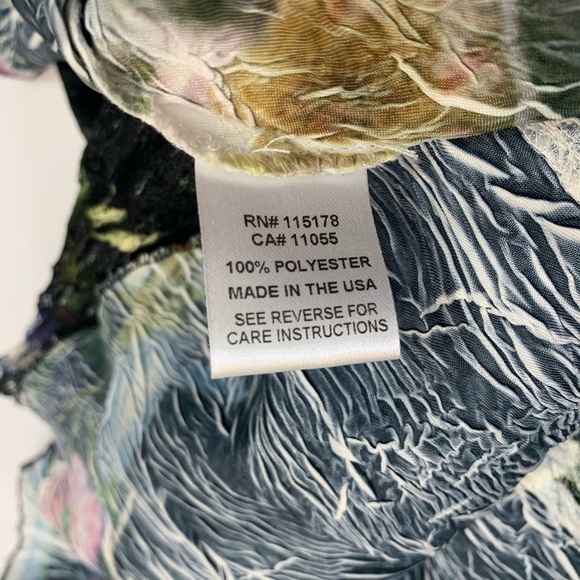 RN# 115178
CA# 11055
100% POLYESTER
MADE IN THE USA
SEE REVERSE FOR
CARE INSTRUCTIONS